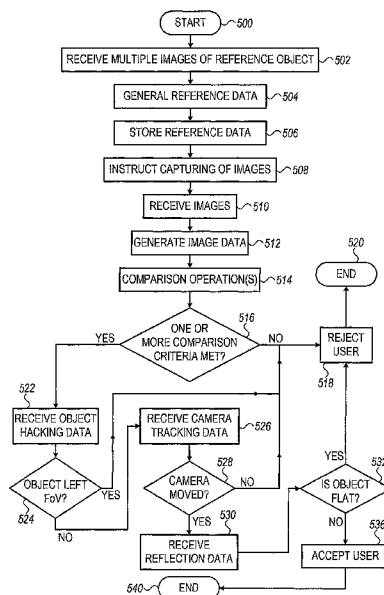 START 500
RECEIVE MULTIPLE IMAGES OF REFERENCE OBJECT 502
GENERAL REFERENCE DATA 504
STORE REFERENCE DATA 506
INSTRUCT CAPTURING OF IMAGES 508
RECEIVE IMAGES 510
GENERATE IMAGE DATA 512
COMPARISON OPERATION(S) 514
520
END
ONE OR
MORE COMPARISON
CRITERIA MET?
516
YES
NO
REJECT
USER
518
522
RECEIVE OBJECT
HACKING DATA
RECEIVE CAMERA
TRACKING DATA
526
OBJECT LEFT
FoV?
524
YES
NO
CAMERA
MOVED?
528
NO
YES
530
RECEIVE
REFLECTION DATA
YES
532
IS OBJECT
FLAT?
NO
536
ACCEPT USER
540
END